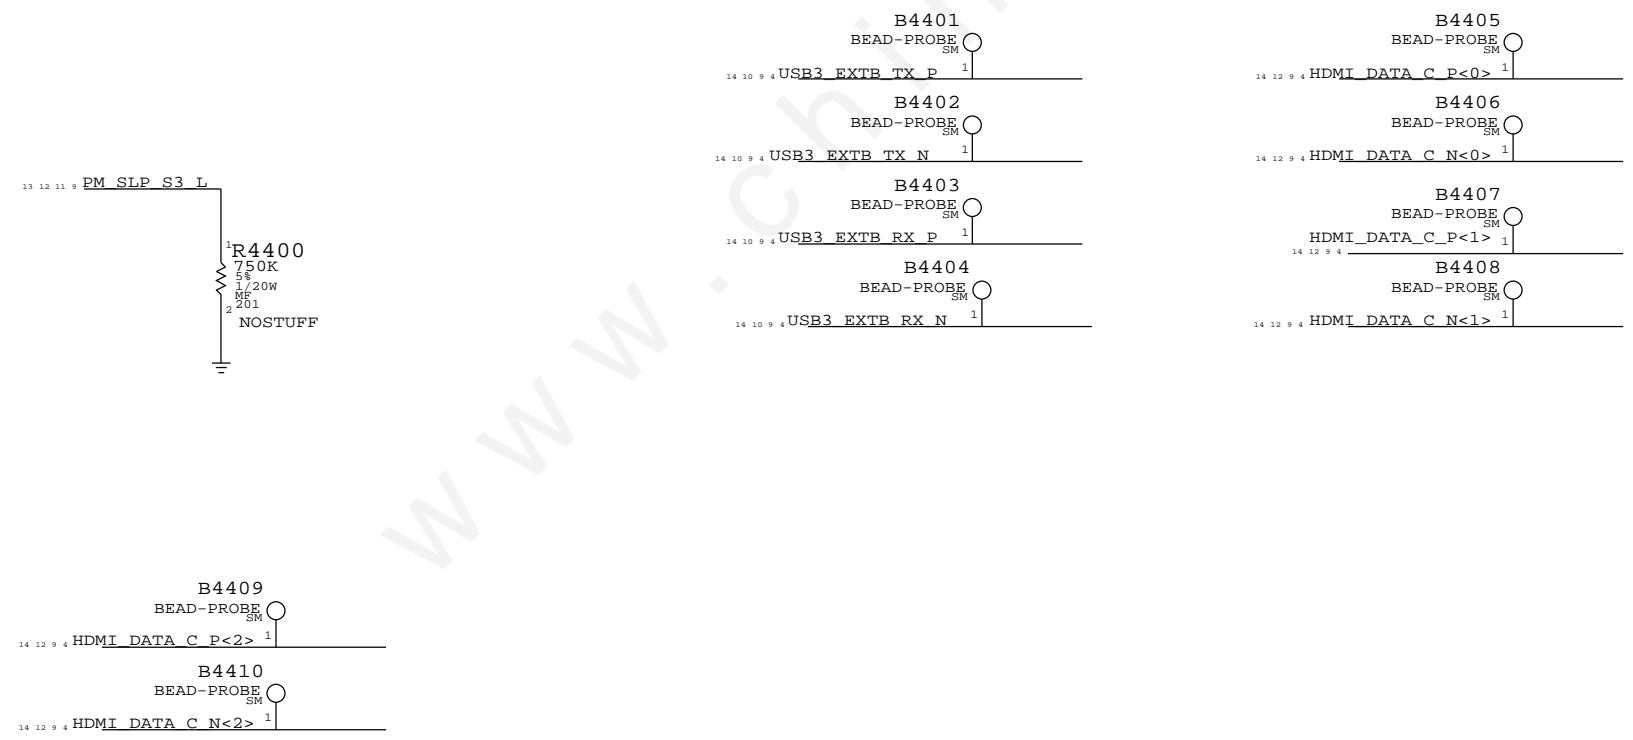 B4401
BEAD-PROBE
SM
1
14 10 9 4 USB3_EXTB_TX_P
B4402
BEAD-PROBE
SM
1
14 10 9 4 USB3_EXTB_TX_N
B4403
BEAD-PROBE
SM
1
14 10 9 4 USB3_EXTB_RX_P
B4404
BEAD-PROBE
SM
1
14 10 9 4 USB3_EXTB_RX_N
B4405
BEAD-PROBE
SM
1
14 12 9 4 HDMI_DATA_C_P<0>
B4406
BEAD-PROBE
SM
1
14 12 9 4 HDMI_DATA_C_N<0>
B4407
BEAD-PROBE
SM
HDMI_DATA_C_P<1> 1
14 12 9 4
B4408
BEAD-PROBE
SM
1
14 12 9 4 HDMI_DATA_C_N<1>
13 12 11 9 PM_SLP_S3_L
1
R4400
750K
5%
1/20W
MF
201
2
NOSTUFF
B4409
BEAD-PROBE
SM
1
14 12 9 4 HDMI_DATA_C_P<2>
B4410
BEAD-PROBE
SM
1
14 12 9 4 HDMI_DATA_C_N<2>
www.chin